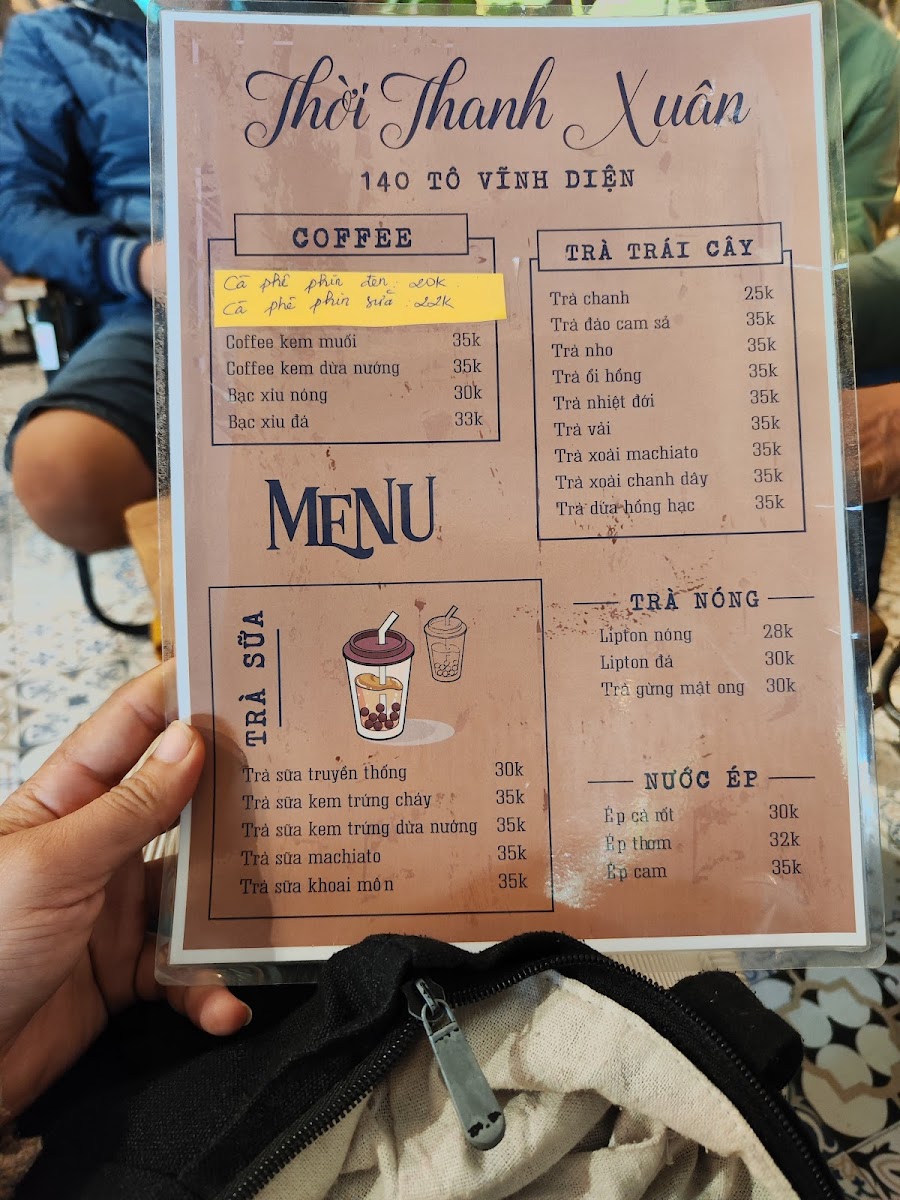 Thời Thanh Xuân
140 TÔ VĨNH DIỆN
COFFEE
Cà phê phin đen: 20k
Cà phê phin sữa: 22k
Coffee kem muối 35k
Coffee kem dừa nướng 35k
Bạc xỉu nóng 30k
Bạc xỉu đá 33k
TRÀ TRÁI CÂY
Trà chanh 25k
Trà đào cam sả 35k
Trà nho 35k
Trà ổi hồng 35k
Trà nhiệt đới 35k
Trà vải 35k
Trà xoài machiato 35k
Trà xoài chanh dây 35k
Trà dừa hồng hạc 35k
MENU
TRÀ SỮA
Trà sữa truyền thống 30k
Trà sữa kem trứng cháy 35k
Trà sữa kem trứng dừa nướng 35k
Trà sữa machiato 35k
Trà sữa khoai môn 35k
TRÀ NÓNG
Lipton nóng 28k
Lipton đá 30k
Trà gừng mật ong 30k
NƯỚC ÉP
Ép cà rốt 30k
Ép thơm 32k
Ép cam 35k